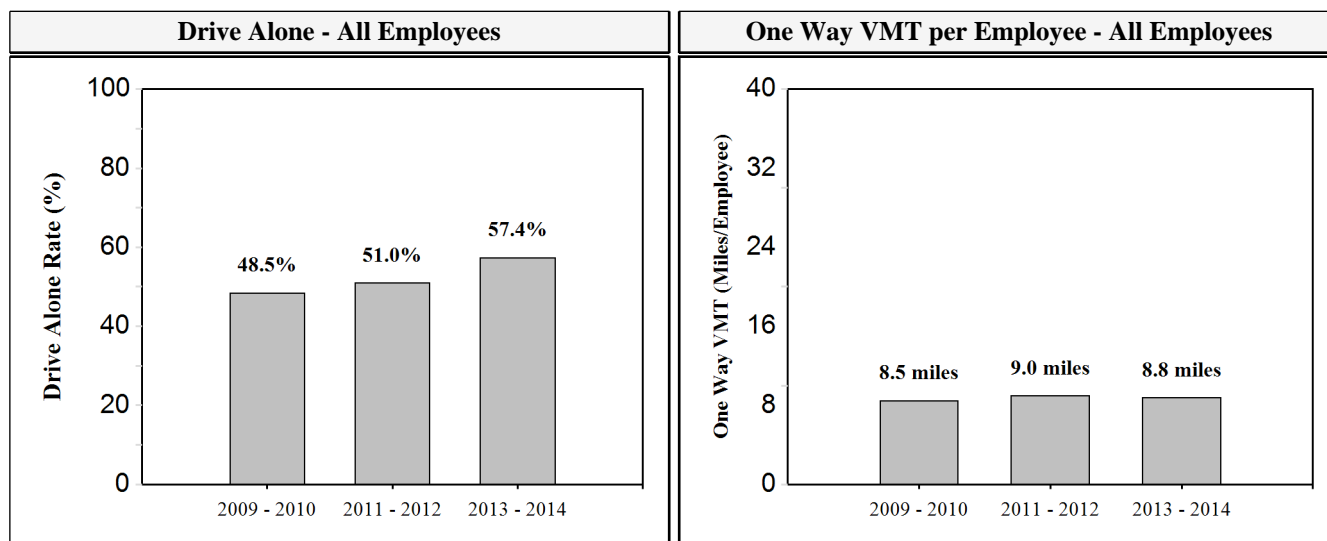 Drive Alone - All Employees
Drive Alone Rate (%)
100
80
60
40
20
0
48.5%
51.0%
57.4%
2009 - 2010
2011 - 2012
2013 - 2014
One Way VMT per Employee - All Employees
One Way VMT (Miles/Employee)
40
32
24
16
8
0
8.5 miles
9.0 miles
8.8 miles
2009 - 2010
2011 - 2012
2013 - 2014